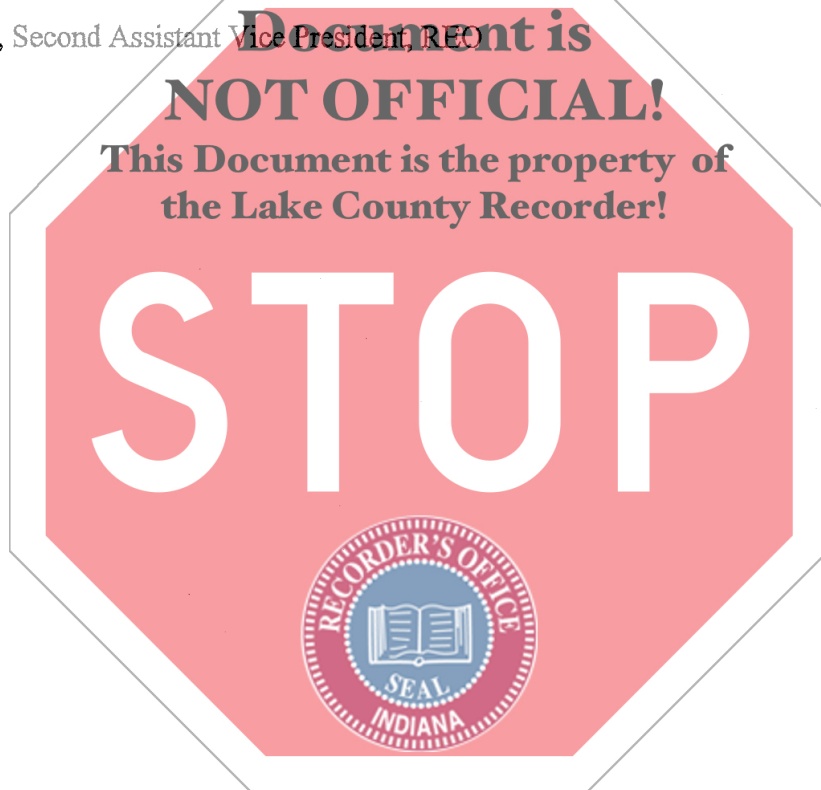 , Second Assistant Vice President, REO
Document is
NOT OFFICIAL!
This Document is the property of
the Lake County Recorder!
STOP
RECORDER'S OFFICE
SEAL
INDIANA